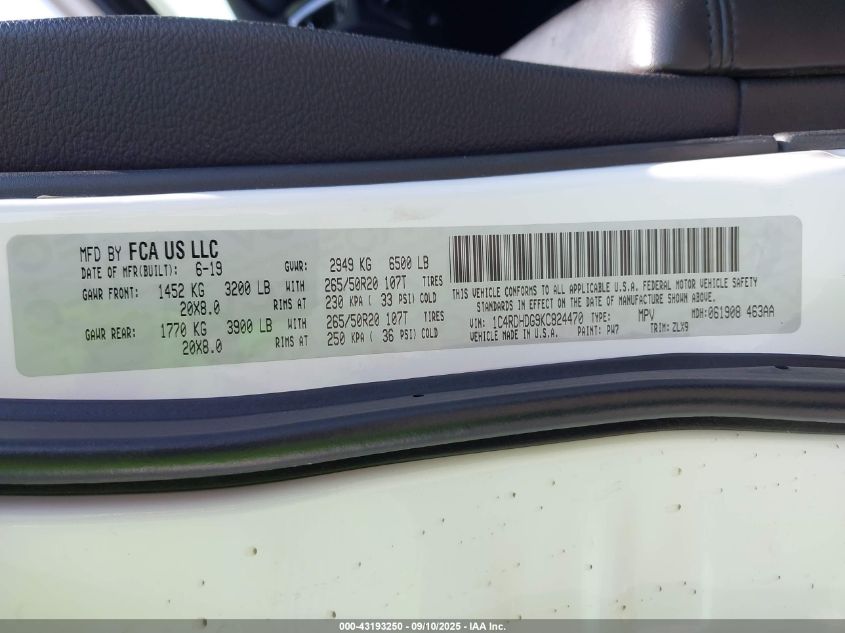 MFD BY FCA US LLC
DATE OF MFR(BUILT): 6-19 GVWR: 2949 KG 6500 LB
GAWR FRONT: 1452 KG 3200 LB WITH 265/50R20 107T TIRES
20X8.0 RIMS AT 230 KPA ( 33 PSI) COLD
GAWR REAR: 1770 KG 3900 LB WITH 265/50R20 107T TIRES
20X8.0 RIMS AT 250 KPA ( 36 PSI) COLD
THIS VEHICLE CONFORMS TO ALL APPLICABLE U.S.A. FEDERAL MOTOR VEHICLE SAFETY
STANDARDS IN EFFECT ON THE DATE OF MANUFACTURE SHOWN ABOVE.
VIN: 1C4RDHDG9KC824470 TYPE: MPV MDH:061908 463AA
VEHICLE MADE IN U.S.A. PAINT: PW7 TRIM: ZLX9
000-43193250 - 09/10/2025 - IAA Inc.